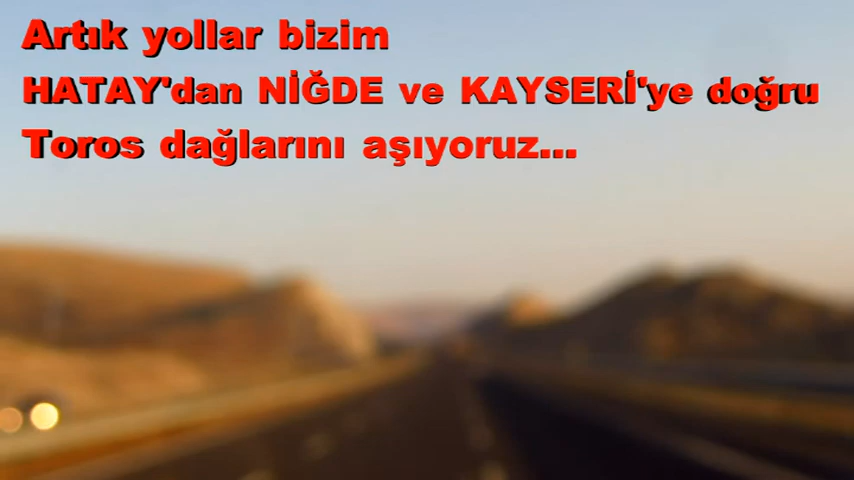 Artık yollar bizim
HATAY'dan NİĞDE ve KAYSERİ'ye doğru
Toros dağlarını aşıyoruz...